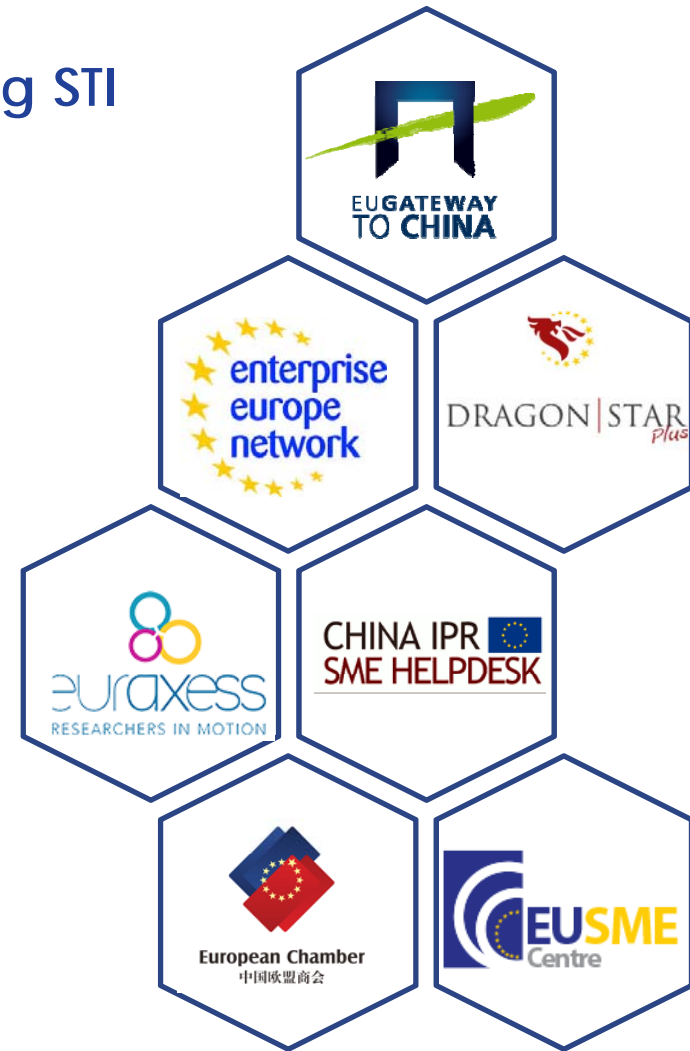 g STI
EUGATEWAY
TO CHINA
enterprise
europe
network
DRAGON|STAR
Plus
euraxess
RESEARCHERS IN MOTION
CHINA IPR
SME HELPDESK
European Chamber
中国欧盟商会
EUSME
Centre